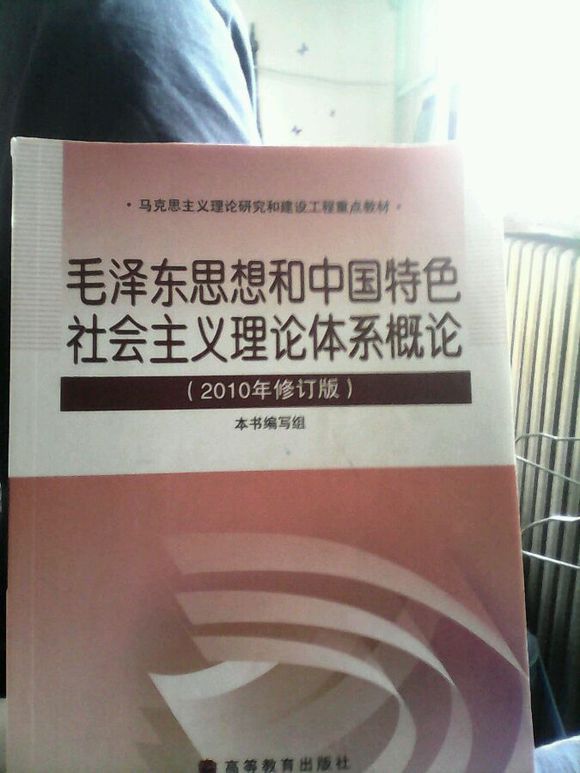 ·马克思主义理论研究和建设工程重点教材·
毛泽东思想和中国特色
社会主义理论体系概论
（2010年修订版）
本书编写组
高等教育出版社